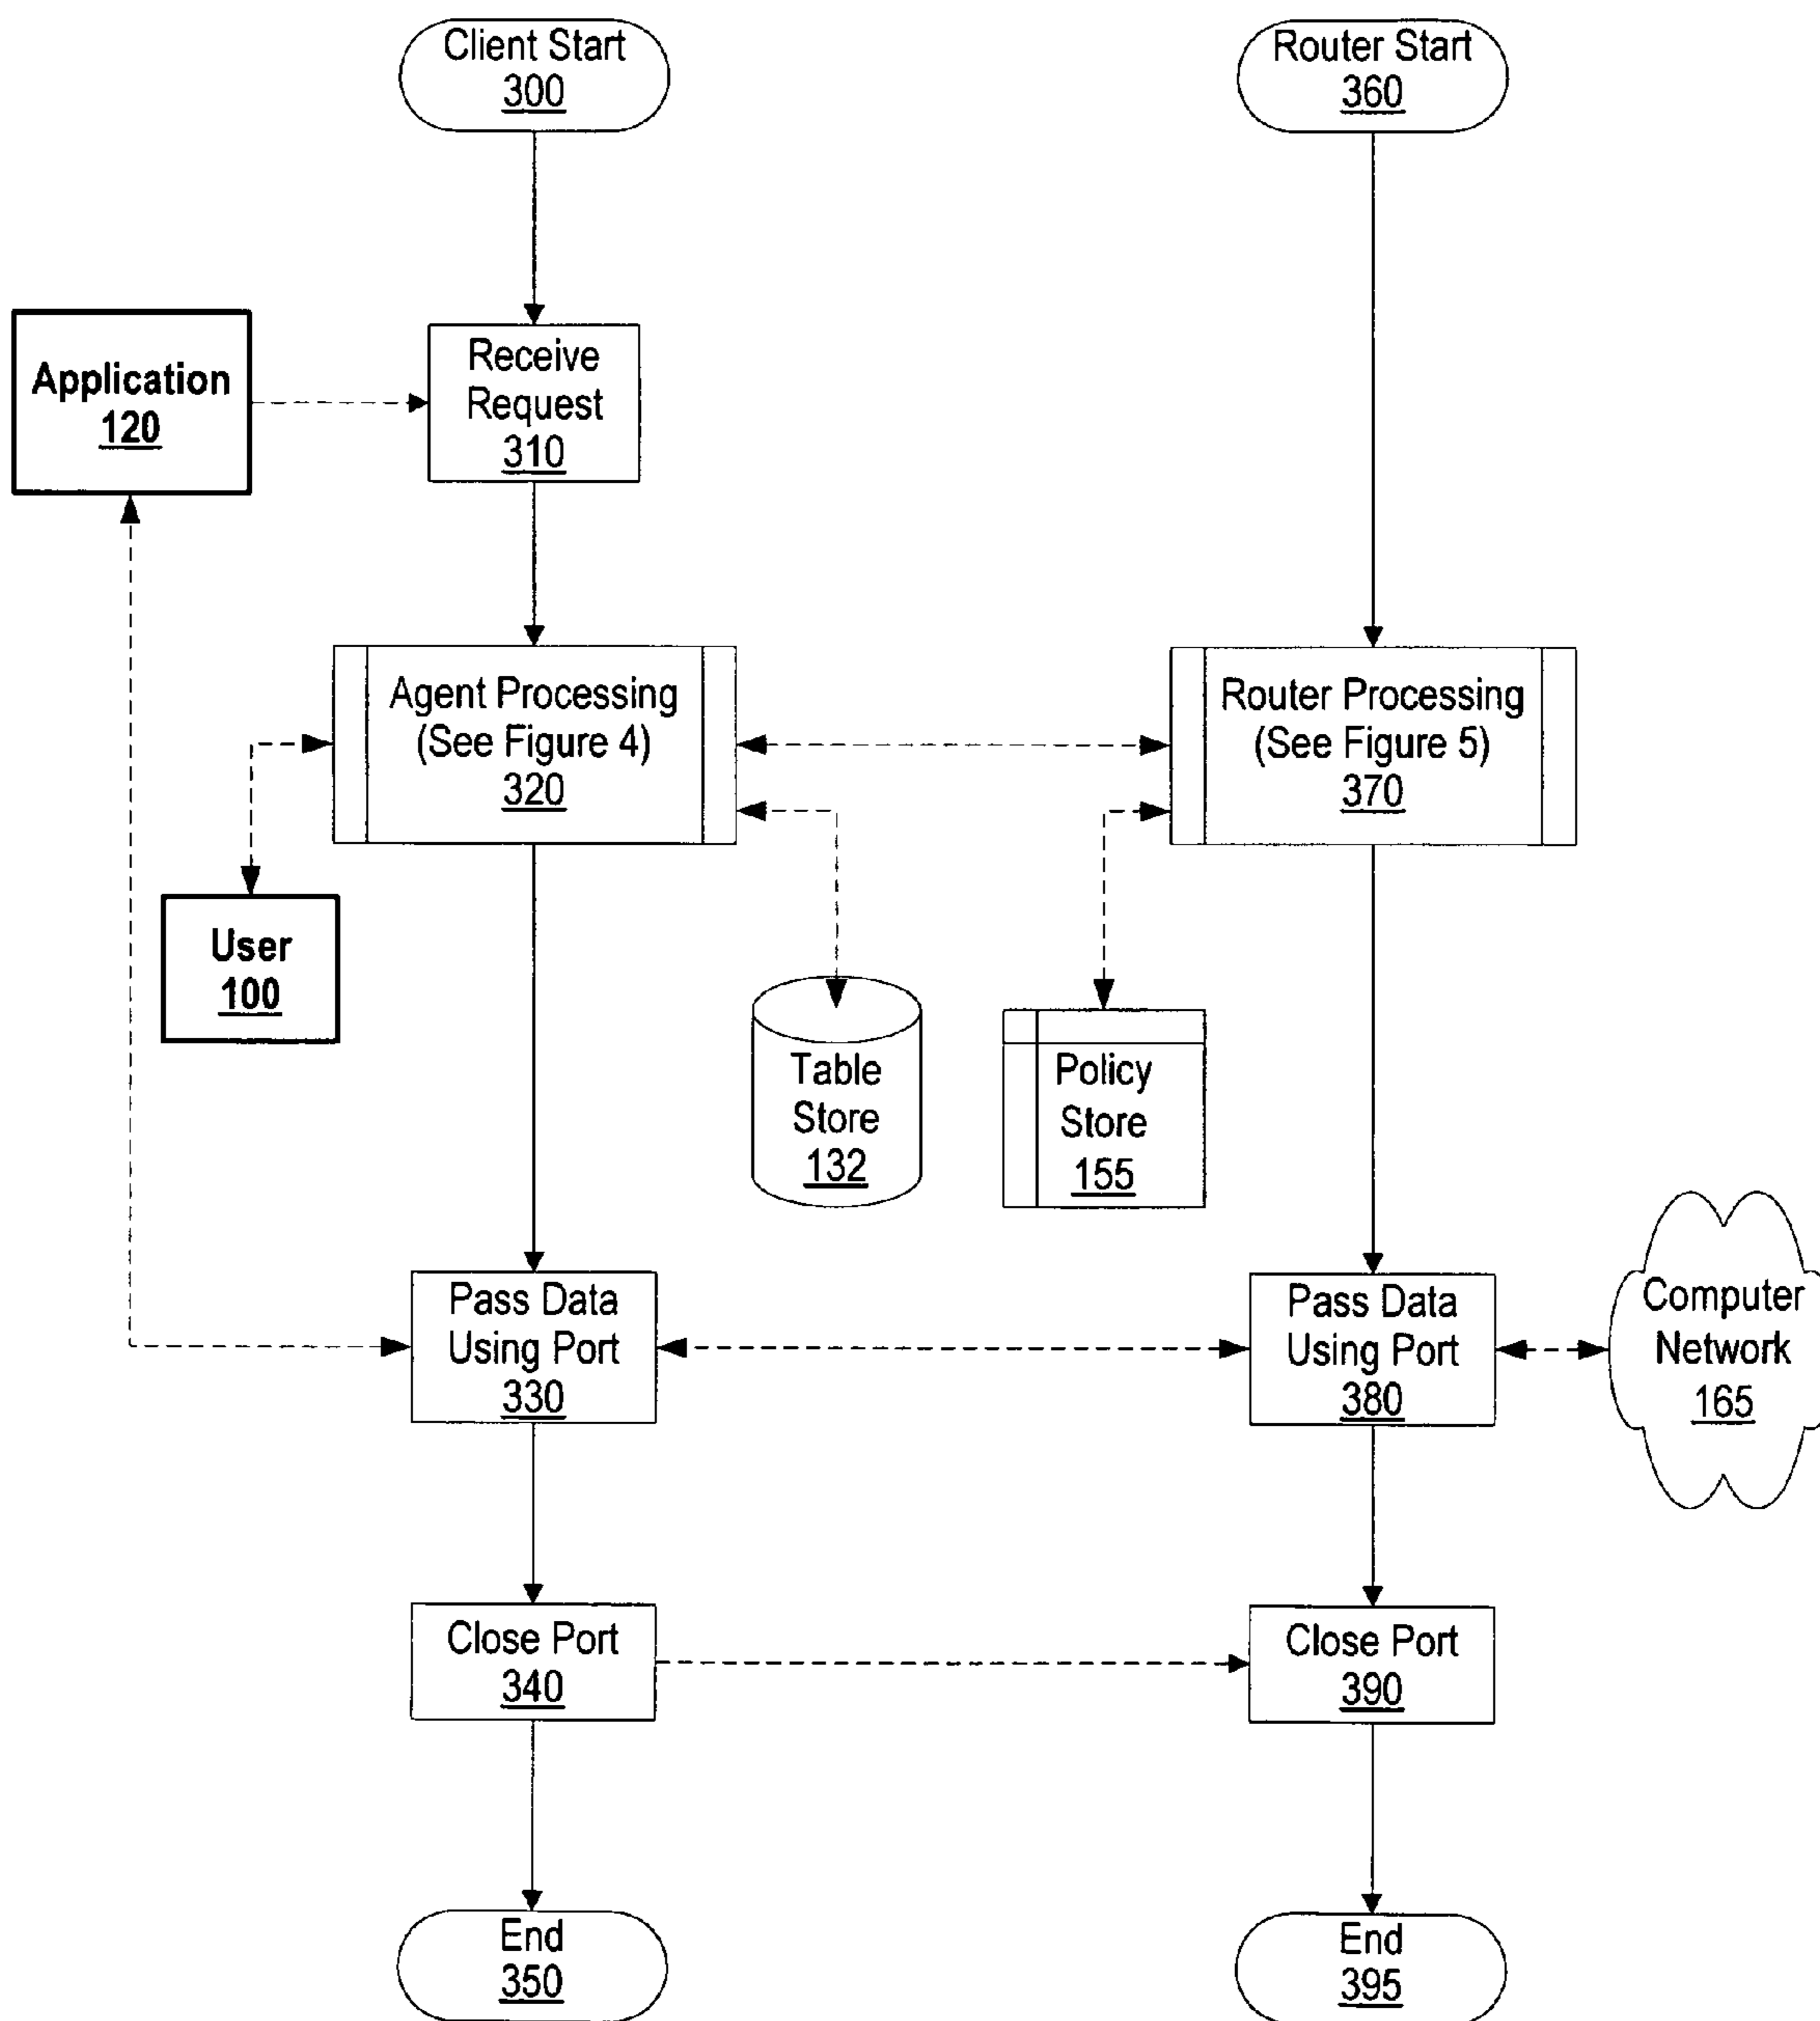 Client Start
300
Router Start
360
Application
120
Receive
Request
310
Agent Processing
(See Figure 4)
320
Router Processing
(See Figure 5)
370
User
100
Table
Store
132
Policy
Store
155
Pass Data
Using Port
330
Pass Data
Using Port
380
Computer
Network
165
Close Port
340
Close Port
390
End
350
End
395